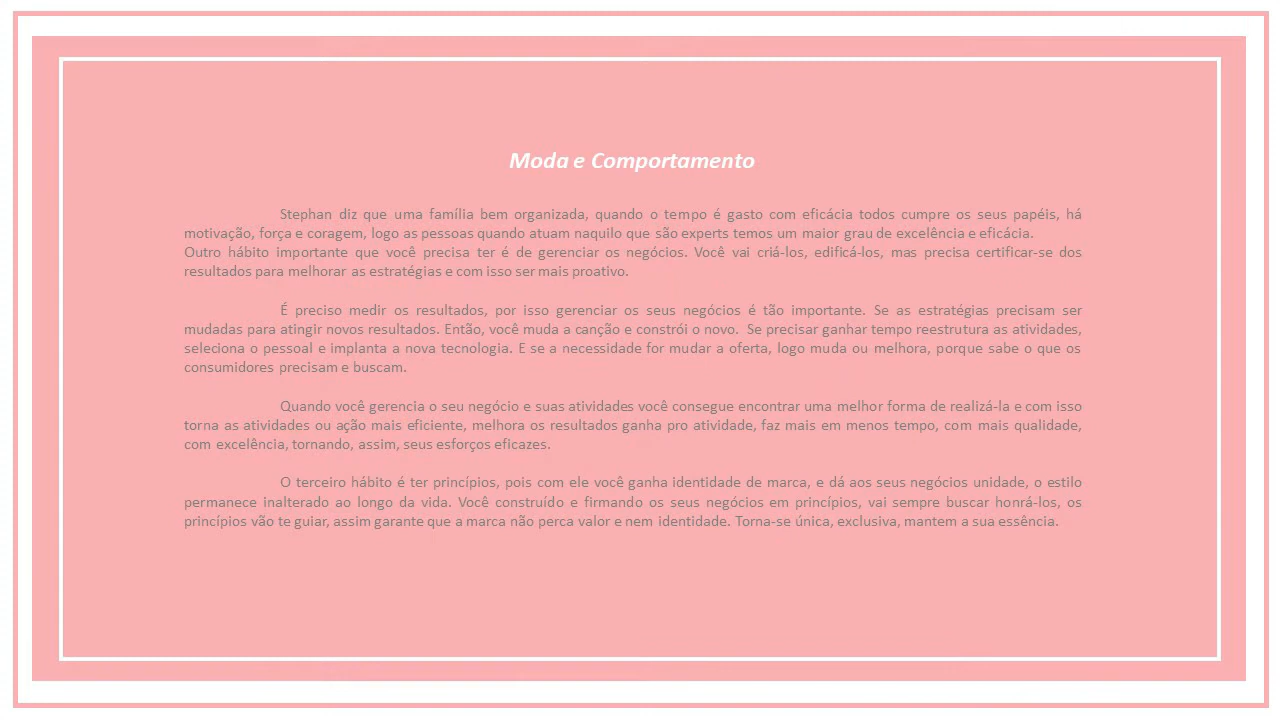 Moda e Comportamento
Stephan diz que uma família bem organizada, quando o tempo é gasto com eficácia todos cumpre os seus papéis, há
motivação, força e coragem, logo as pessoas quando atuam naquilo que são experts temos um maior grau de excelência e eficácia.
Outro hábito importante que você precisa ter é de gerenciar os negócios. Você vai criá-los, edificá-los, mas precisa certificar-se dos
resultados para melhorar as estratégias e com isso ser mais proativo.
É preciso medir os resultados, por isso gerenciar os seus negócios é tão importante. Se as estratégias precisam ser
mudadas para atingir novos resultados. Então, você muda a canção e constrói o novo. Se precisar ganhar tempo reestrutura as atividades,
seleciona o pessoal e implanta a nova tecnologia. E se a necessidade for mudar a oferta, logo muda ou melhora, porque sabe o que os
consumidores precisam e buscam.
Quando você gerencia o seu negócio e suas atividades você consegue encontrar uma melhor forma de realizá-la e com isso
torna as atividades ou ação mais eficiente, melhora os resultados ganha pro atividade, faz mais em menos tempo, com mais qualidade,
com excelência, tornando, assim, seus esforços eficazes.
O terceiro hábito é ter princípios, pois com ele você ganha identidade de marca, e dá aos seus negócios unidade, o estilo
permanece inalterado ao longo da vida. Você construído e firmando os seus negócios em princípios, vai sempre buscar honrá-los, os
princípios vão te guiar, assim garante que a marca não perca valor e nem identidade. Torna-se única, exclusiva, mantem a sua essência.